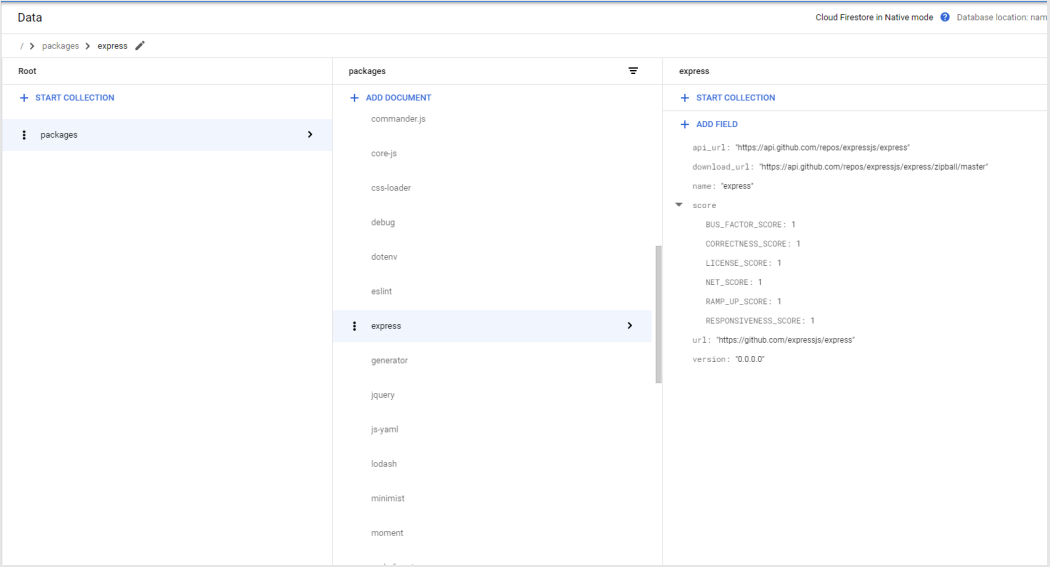 Data
Cloud Firestore in Native mode
Database location: nam
/ packages express
Root
START COLLECTION
packages
packages
ADD DOCUMENT
commander.js
core-js
css-loader
debug
dotenv
eslint
express
generator
jquery
js-yaml
lodash
minimist
moment
express
START COLLECTION
ADD FIELD
api_url: "https://api.github.com/repos/expressjs/express"
download_url: "https://api.github.com/repos/expressjs/express/zipball/master"
name: "express"
score
BUS_FACTOR_SCORE: 1
CORRECTNESS_SCORE: 1
LICENSE_SCORE: 1
NET_SCORE: 1
RAMP_UP_SCORE: 1
RESPONSIVENESS_SCORE: 1
url: "https://github.com/expressjs/express"
version: "0.0.0.0"